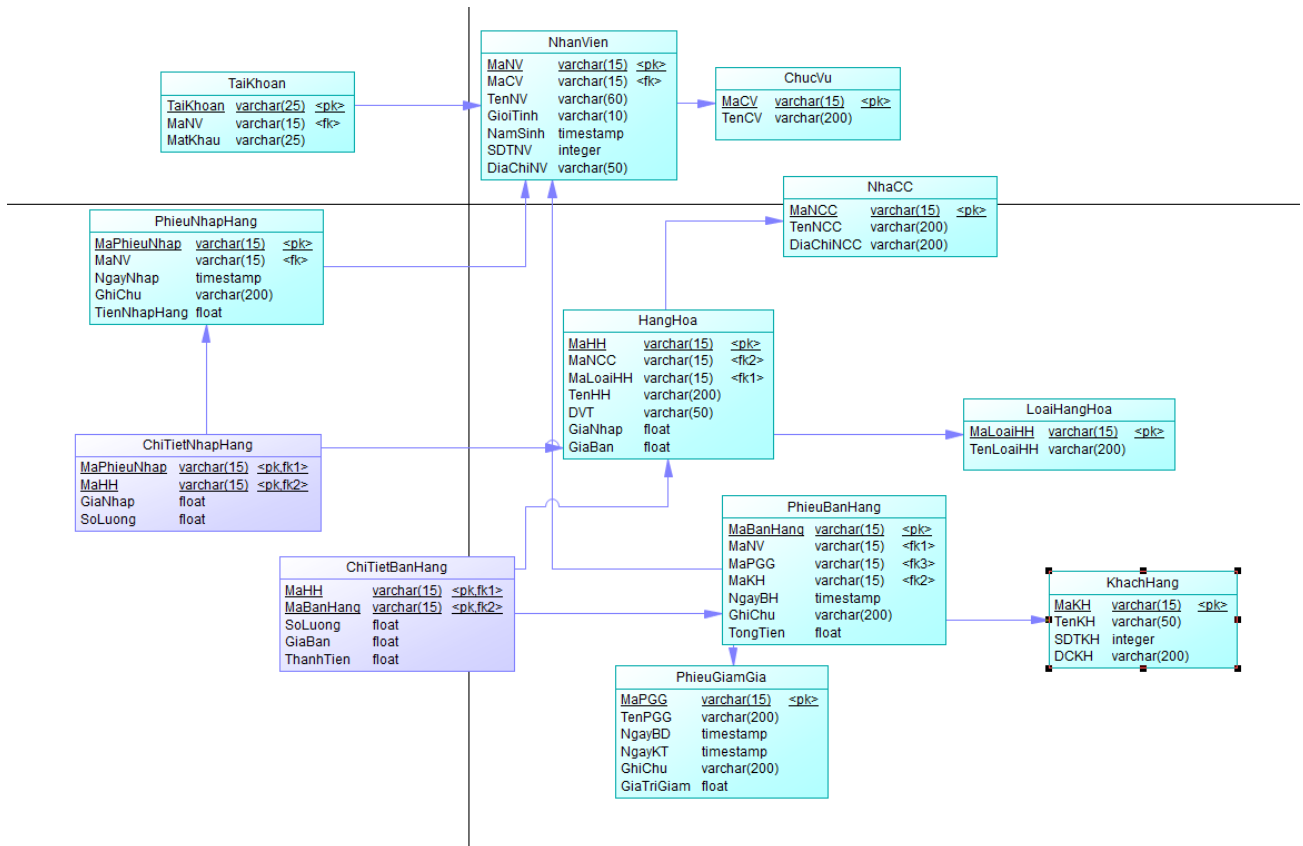 NhanVien
MaNV varchar(15) <pk>
MaCV varchar(15) <fk>
TenNV varchar(60)
GioiTinh varchar(10)
NamSinh timestamp
SDTNV integer
DiaChiNV varchar(50)
TaiKhoan
TaiKhoan varchar(25) <pk>
MaNV varchar(15) <fk>
MatKhau varchar(25)
ChucVu
MaCV varchar(15) <pk>
TenCV varchar(200)
NhaCC
MaNCC varchar(15) <pk>
TenNCC varchar(200)
DiaChiNCC varchar(200)
PhieuNhapHang
MaPhieuNhap varchar(15) <pk>
MaNV varchar(15) <fk>
NgayNhap timestamp
GhiChu varchar(200)
TienNhapHang float
HangHoa
MaHH varchar(15) <pk>
MaNCC varchar(15) <fk2>
MaLoaiHH varchar(15) <fk1>
TenHH varchar(200)
DVT varchar(50)
GiaNhap float
GiaBan float
LoaiHangHoa
MaLoaiHH varchar(15) <pk>
TenLoaiHH varchar(200)
ChiTietNhapHang
MaPhieuNhap varchar(15) <pk,fk1>
MaHH varchar(15) <pk,fk2>
GiaNhap float
SoLuong float
PhieuBanHang
MaBanHang varchar(15) <pk>
MaNV varchar(15) <fk1>
MaPGG varchar(15) <fk3>
MaKH varchar(15) <fk2>
NgayBH timestamp
GhiChu varchar(200)
TongTien float
ChiTietBanHang
MaHH varchar(15) <pk,fk1>
MaBanHang varchar(15) <pk,fk2>
SoLuong float
GiaBan float
ThanhTien float
KhachHang
MaKH varchar(15) <pk>
TenKH varchar(50)
SDTKH integer
DCKH varchar(200)
PhieuGiamGia
MaPGG varchar(15) <pk>
TenPGG varchar(200)
NgayBD timestamp
NgayKT timestamp
GhiChu varchar(200)
GiaTriGiam float